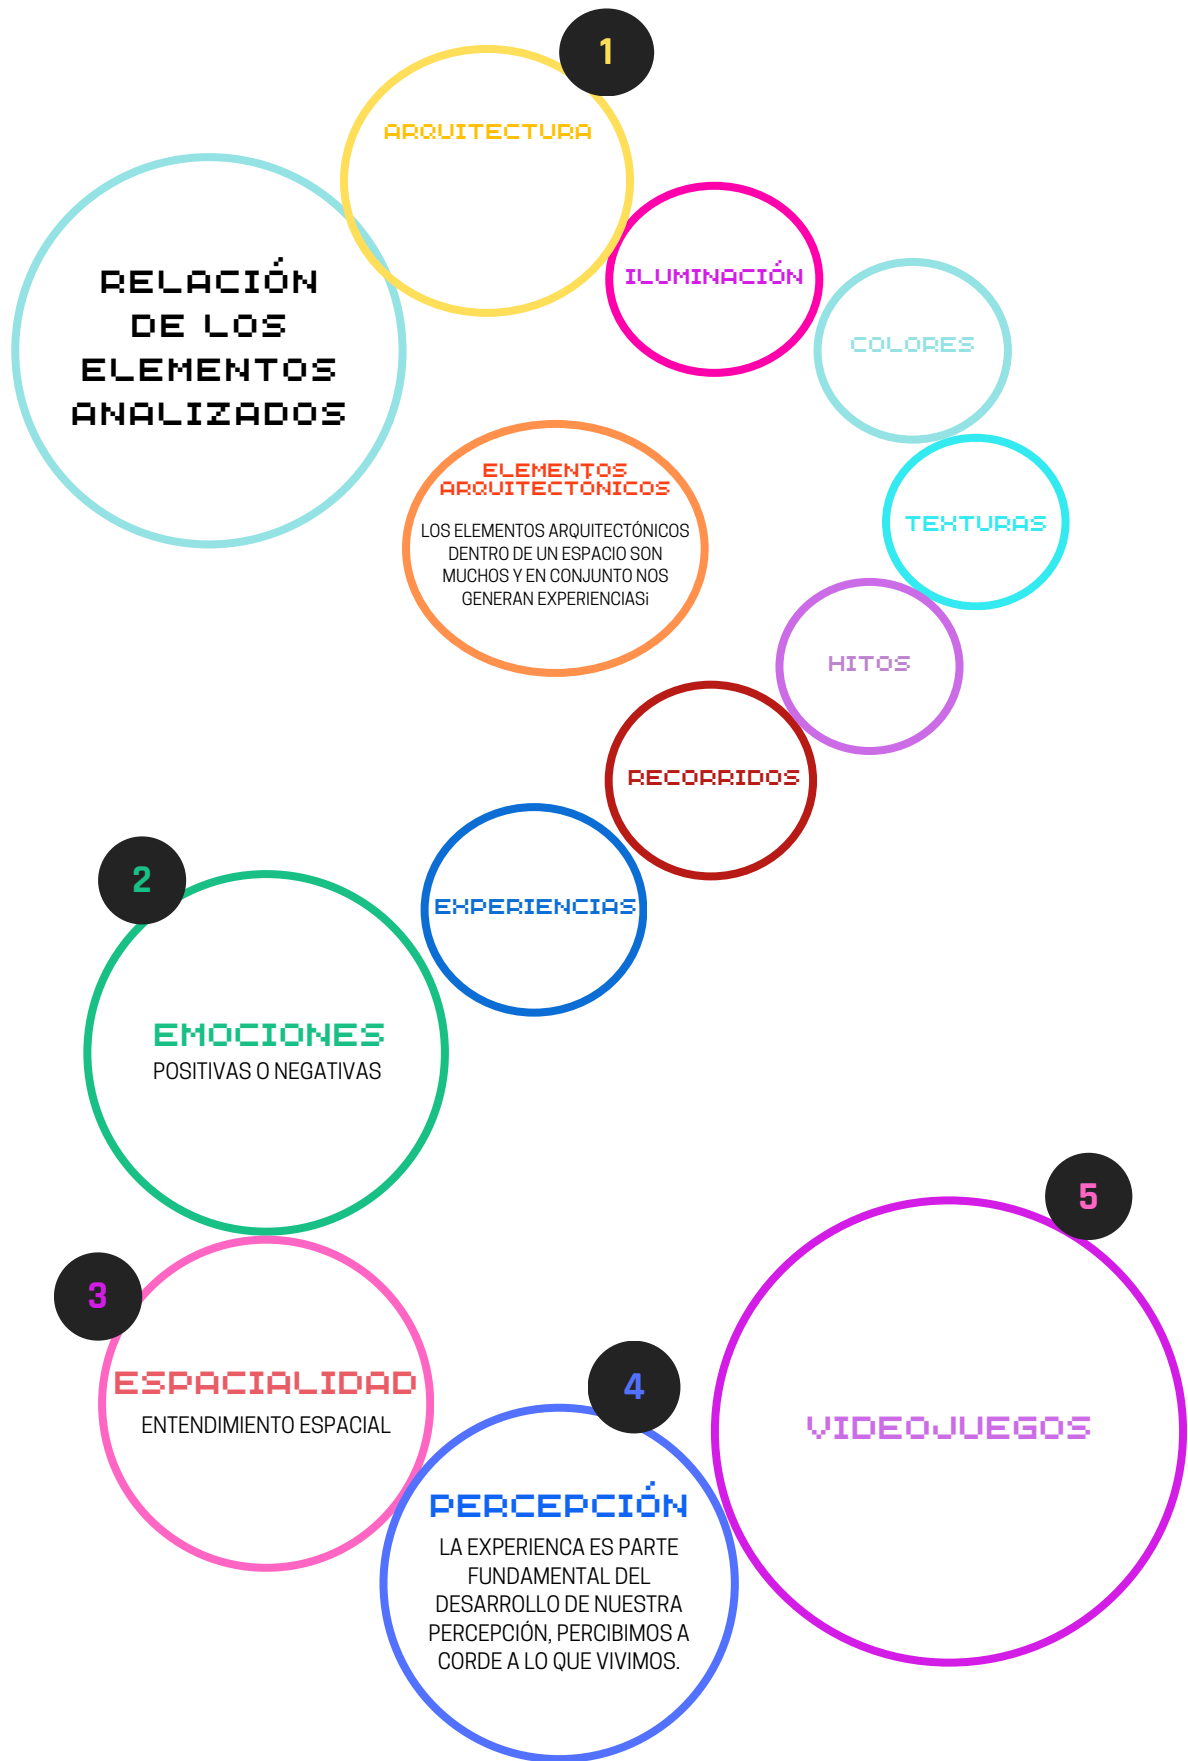 1
ARQUITECTURA
RELACIÓN
DE LOS
ELEMENTOS
ANALIZADOS
ILUMINACIÓN
COLORES
TEXTURAS
HITOS
RECORRIDOS
EXPERIENCIAS
ELEMENTOS
ARQUITECTÓNICOS
LOS ELEMENTOS ARQUITECTÓNICOS
DENTRO DE UN ESPACIO SON
MUCHOS Y EN CONJUNTO NOS
GENERAN EXPERIENCIAS¡
2
EMOCIONES
POSITIVAS O NEGATIVAS
3
ESPACIALIDAD
ENTENDIMIENTO ESPACIAL
4
PERCEPCIÓN
LA EXPERIENCA ES PARTE
FUNDAMENTAL DEL
DESARROLLO DE NUESTRA
PERCEPCIÓN, PERCIBIMOS A
CORDE A LO QUE VIVIMOS.
5
VIDEOJUEGOS